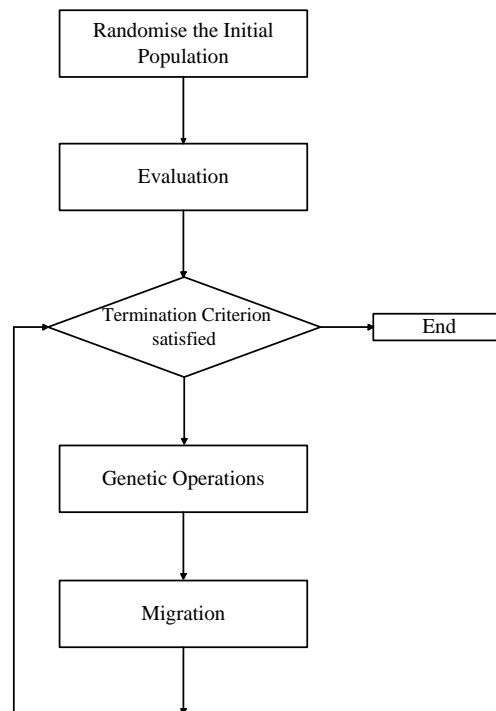 Randomise the Initial
Population
Evaluation
Termination Criterion
satisfied
End
Genetic Operations
Migration